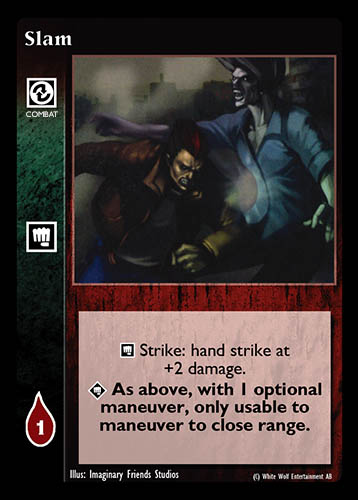 Slam
COMBAT
Strike: hand strike at
+2 damage.
As above, with 1 optional
maneuver, only usable to
maneuver to close range.
1
Illus: Imaginary Friends Studios
(C) White Wolf Entertainment AB